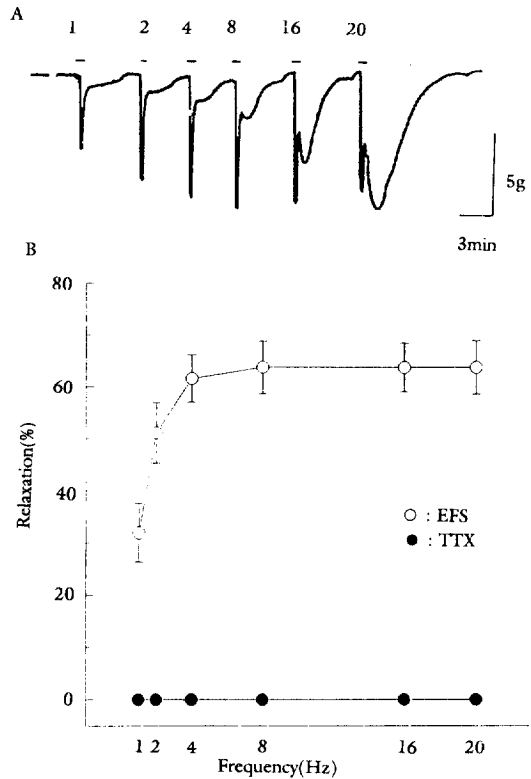 A
1 2 4 8 16 20
5g
3min
B
80
60
40
20
0
Relaxation(%)
○ : EFS
● : TTX
1 2 4 8 16 20
Frequency(Hz)